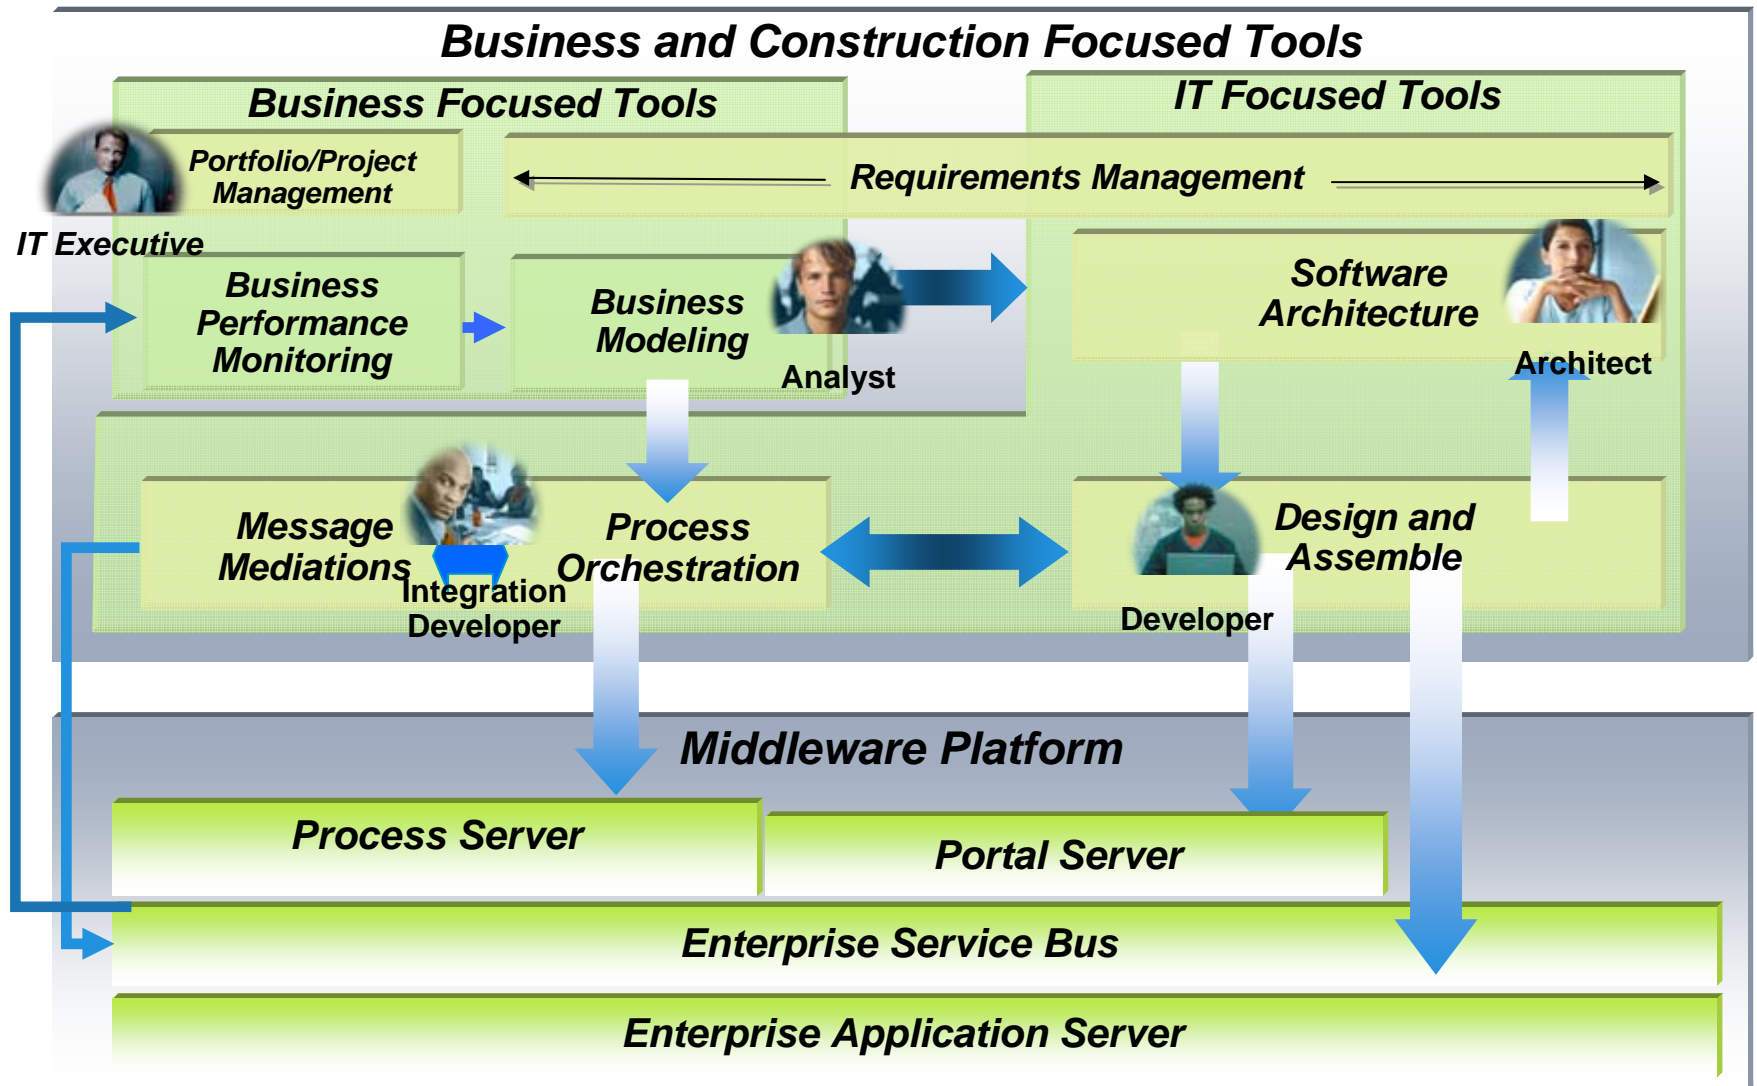 Business and Construction Focused Tools
Business Focused Tools
IT Focused Tools
Portfolio/Project
Management
Requirements Management
IT Executive
Business
Performance
Monitoring
Business
Modeling
Analyst
Software
Architecture
Architect
Message
Mediations
Integration
Developer
Process
Orchestration
Design and
Assemble
Developer
Middleware Platform
Process Server
Portal Server
Enterprise Service Bus
Enterprise Application Server